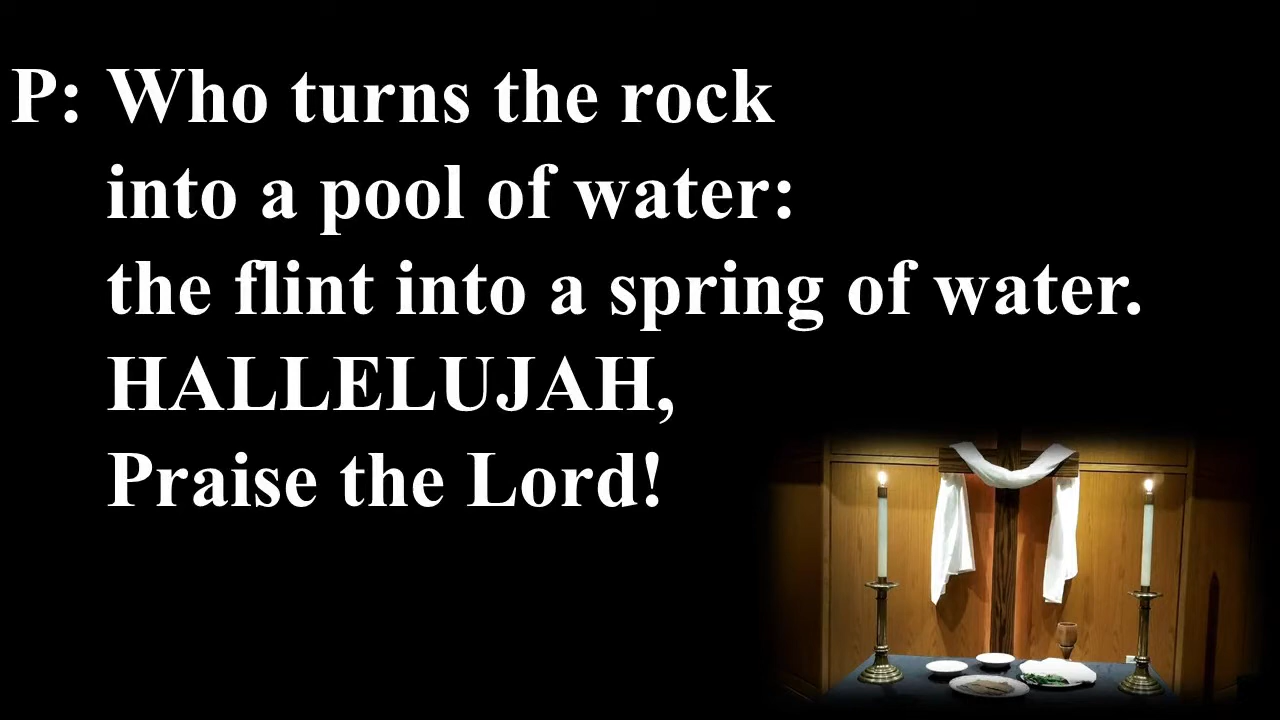 P: Who turns the rock
into a pool of water:
the flint into a spring of water.
HALLELUJAH,
Praise the Lord!